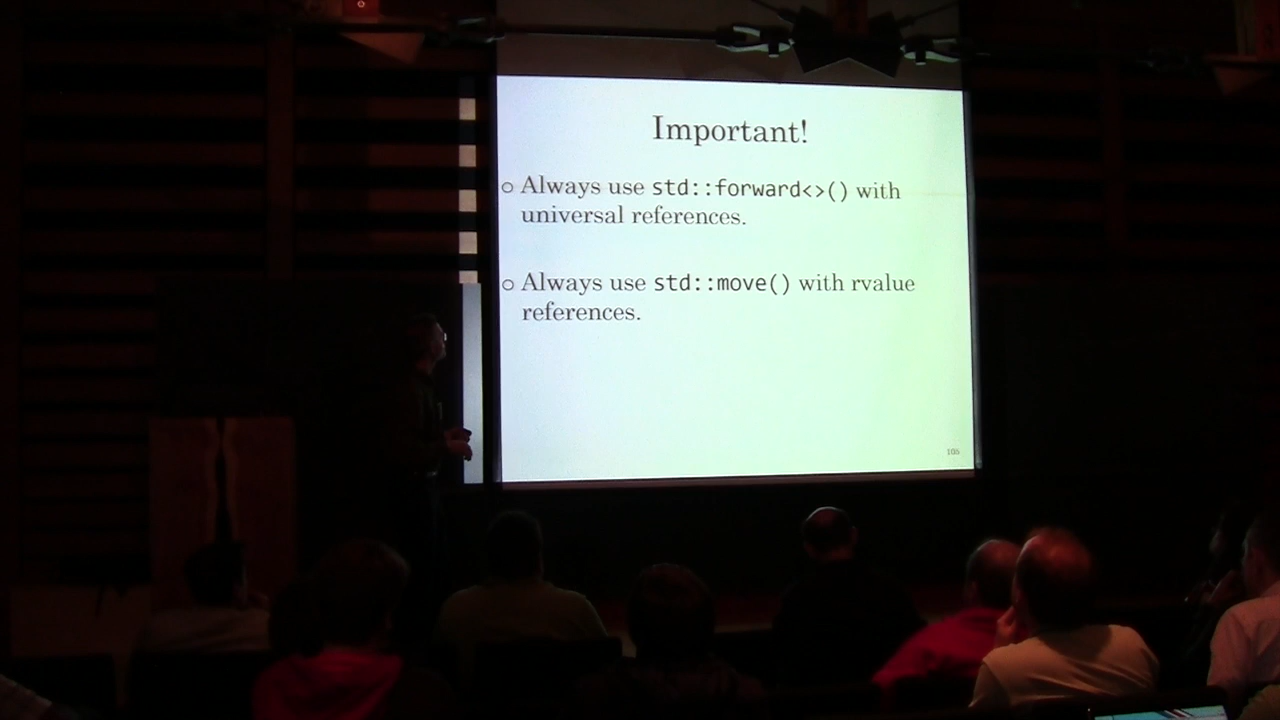 Important!
○ Always use std::forward<>() with
universal references.
○ Always use std::move() with rvalue
references.